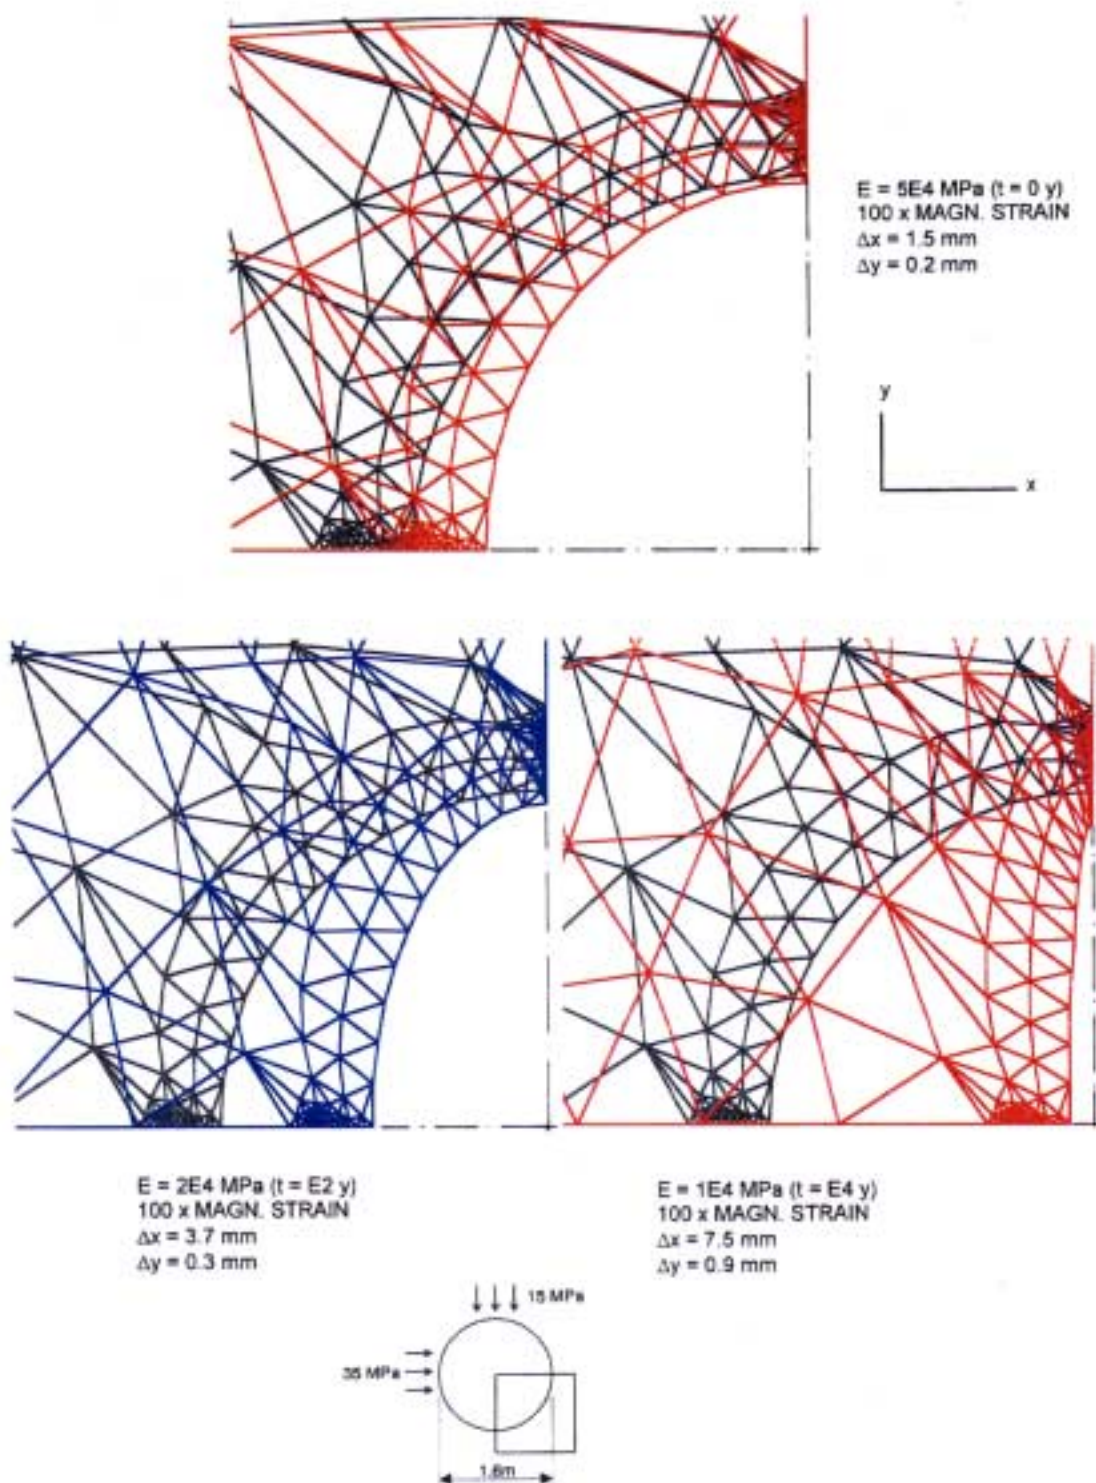 E = 5E4 MPa (t = 0 y)
100 x MAGN. STRAIN
Δx = 1.5 mm
Δy = 0.2 mm
y
x
E = 2E4 MPa (t = E2 y)
100 x MAGN. STRAIN
Δx = 3.7 mm
Δy = 0.3 mm
E = 1E4 MPa (t = E4 y)
100 x MAGN. STRAIN
Δx = 7.5 mm
Δy = 0.9 mm
15 MPa
35 MPa
1.6m